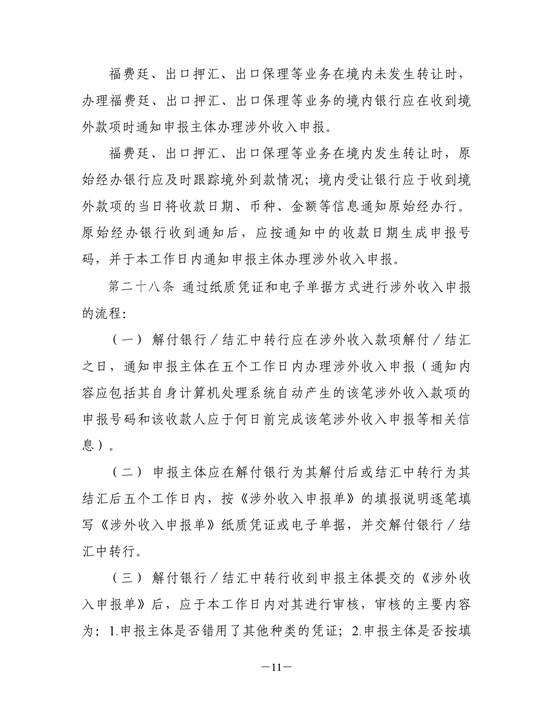 福费廷、出口押汇、出口保理等业务在境内未发生转让时，
办理福费廷、出口押汇、出口保理等业务的境内银行应在收到境
外款项时通知申报主体办理涉外收入申报。
福费廷、出口押汇、出口保理等业务在境内发生转让时，原
始经办银行应及时跟踪境外到款情况；境内受让银行应于收到境
外款项的当日将收款日期、币种、金额等信息通知原始经办行。
原始经办银行收到通知后，应按通知中的收款日期生成申报号
码，并于本工作日内通知申报主体办理涉外收入申报。
第二十八条 通过纸质凭证和电子单据方式进行涉外收入申报
的流程：
（一） 解付银行／结汇中转行应在涉外收入款项解付／结汇
之日，通知申报主体在五个工作日内办理涉外收入申报（通知内
容应包括其自身计算机处理系统自动产生的该笔涉外收入款项的
申报号码和该收款人应于何日前完成该笔涉外收入申报等相关信
息）。
（二） 申报主体应在解付银行为其解付后或结汇中转行为其
结汇后五个工作日内，按《涉外收入申报单》的填报说明逐笔填
写《涉外收入申报单》纸质凭证或电子单据，并交解付银行／结
汇中转行。
（三） 解付银行／结汇中转行收到申报主体提交的《涉外收
入申报单》后，应于本工作日内对其进行审核，审核的主要内容
为：1.申报主体是否错用了其他种类的凭证；2.申报主体是否按填
－11－